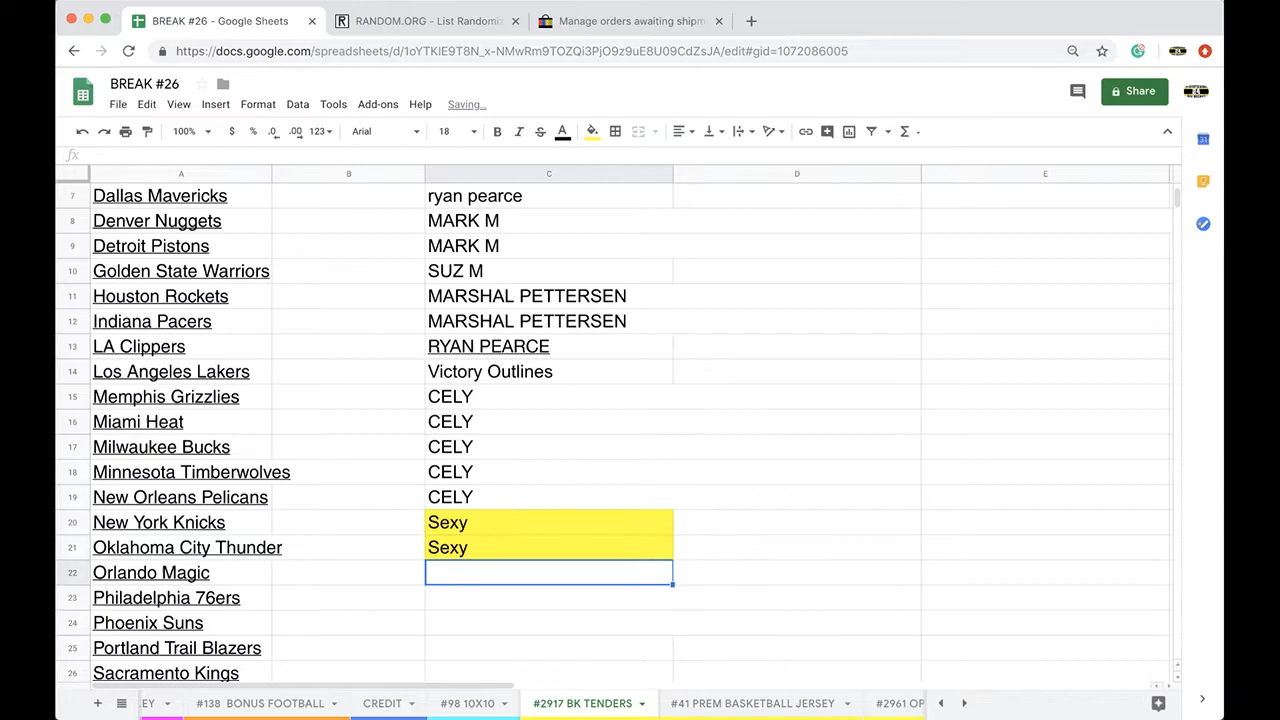 BREAK #26 - Google Sheets × RANDOM.ORG - List Randomi × Manage orders awaiting shipm × +
https://docs.google.com/spreadsheets/d/1oYTKlE9T8N_x-NMwRm9TOZQi3PjO9z9uE8U09CdZsJA/edit#gid=1072086005
BREAK #26
File Edit View Insert Format Data Tools Add-ons Help Saving...
Share
100% $ % .0 .00 123 Arial 18 B I S A
fx
A B C D E
7 Dallas Mavericks ryan pearce
8 Denver Nuggets MARK M
9 Detroit Pistons MARK M
10 Golden State Warriors SUZ M
11 Houston Rockets MARSHAL PETTERSEN
12 Indiana Pacers MARSHAL PETTERSEN
13 LA Clippers RYAN PEARCE
14 Los Angeles Lakers Victory Outlines
15 Memphis Grizzlies CELY
16 Miami Heat CELY
17 Milwaukee Bucks CELY
18 Minnesota Timberwolves CELY
19 New Orleans Pelicans CELY
20 New York Knicks Sexy
21 Oklahoma City Thunder Sexy
22 Orlando Magic
23 Philadelphia 76ers
24 Phoenix Suns
25 Portland Trail Blazers
26 Sacramento Kings
EY #138 BONUS FOOTBALL CREDIT #98 10X10 #2917 BK TENDERS #41 PREM BASKETBALL JERSEY #2961 OP